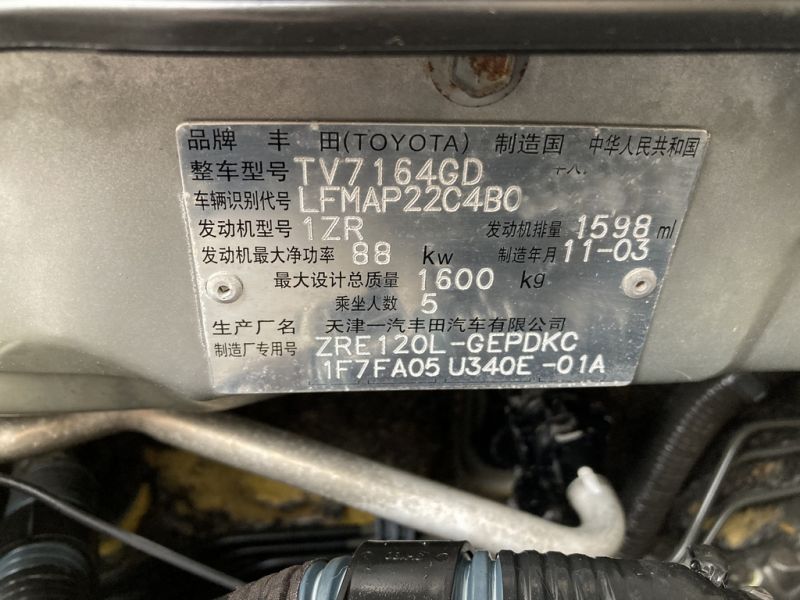 品牌 丰 田(TOYOTA) 制造国 中华人民共和国
整车型号 TV7164GD
车辆识别代号 LFMAP22C4B0
发动机型号 1ZR 发动机排量 1598 ml
发动机最大净功率 88 kw 制造年月 11-03
最大设计总质量 1600 kg
乘坐人数 5
生产厂名 天津一汽丰田汽车有限公司
制造厂专用号 ZRE120L-GEPDKC
1F7FA05 U340E -01A